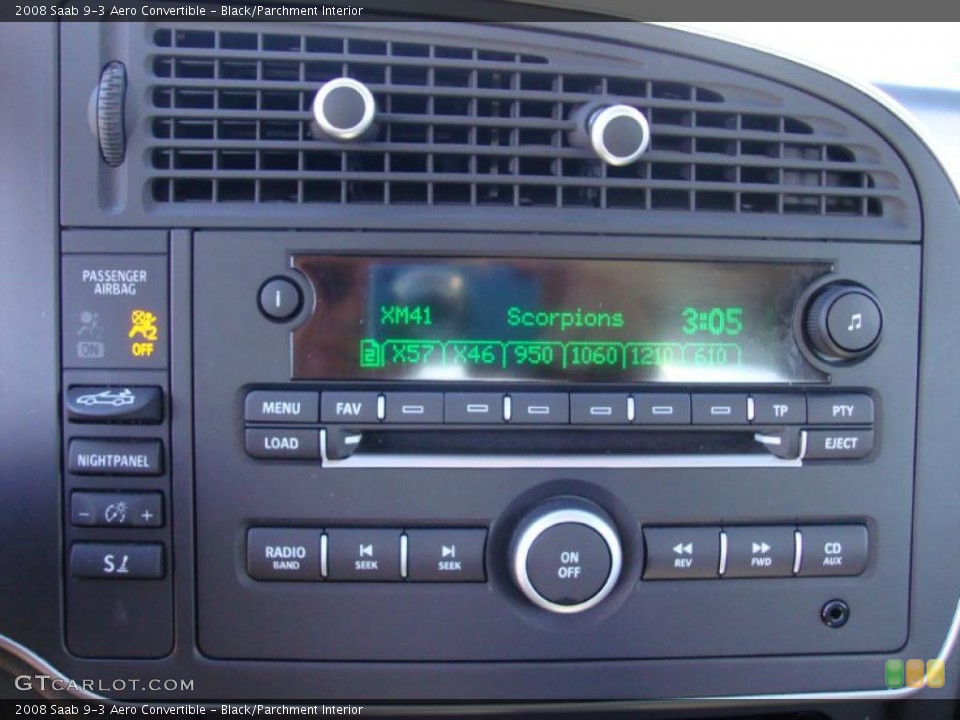 2008 Saab 9-3 Aero Convertible - Black/Parchment Interior
PASSENGER
AIRBAG
ON
2
OFF
i
XM41 Scorpions 3:05
2 X57 X46 950 1060 1210 610
MENU FAV TP PTY
LOAD EJECT
NIGHTPANEL
- +
S
RADIO
BAND
SEEK
SEEK
ON
OFF
REV
FWD
CD
AUX
GTCARLOT.COM
2008 Saab 9-3 Aero Convertible - Black/Parchment Interior